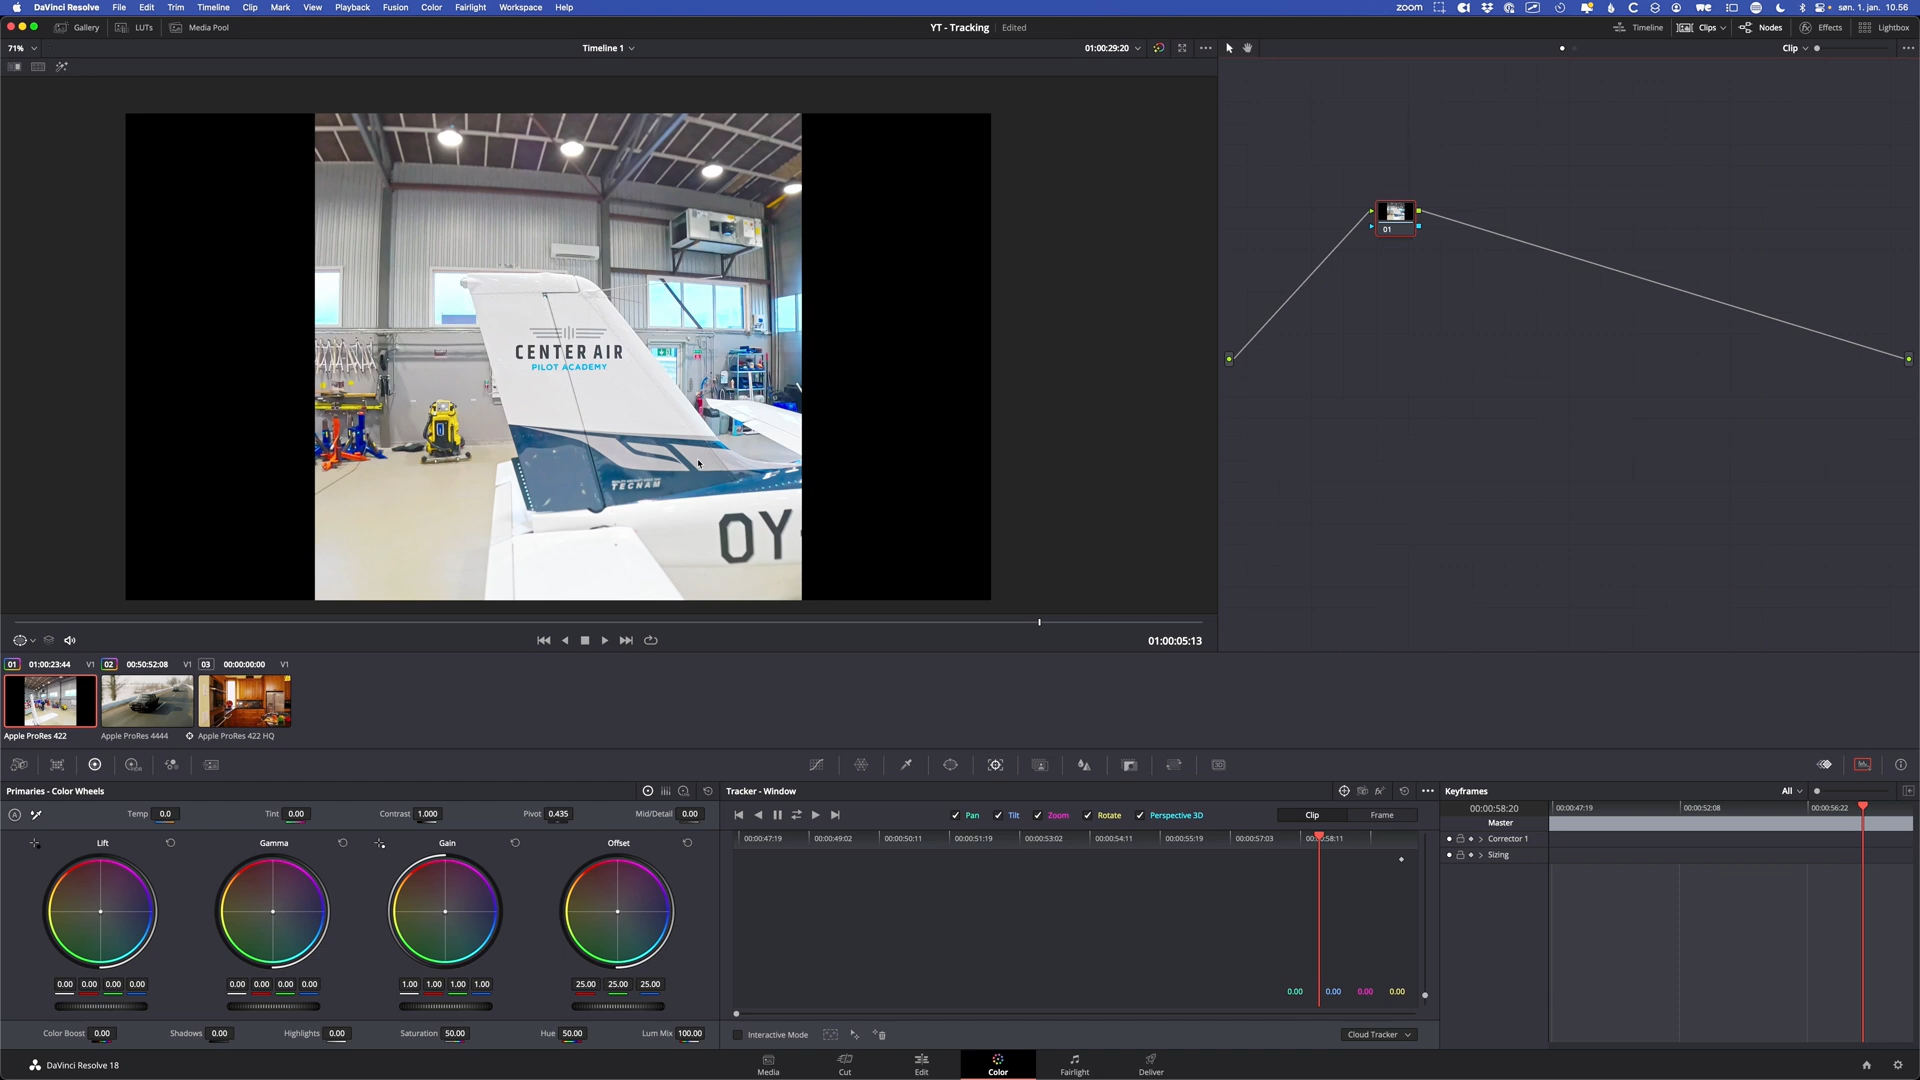 DaVinci Resolve File Edit Trim Timeline Clip Mark View Playback Fusion Color Fairlight Workspace Help
zoom søn. 1. jan. 10.56
Gallery LUTs Media Pool YT - Tracking Edited Timeline Clips Nodes Effects Lightbox
71% Timeline 1 01:00:29:20 Clip
CENTER AIR
PILOT ACADEMY
TECNAM
OY
01
01:00:05:13
01 01:00:23:44 V1 02 00:50:52:08 V1 03 00:00:00:00 V1
Apple ProRes 422 Apple ProRes 4444 Apple ProRes 422 HQ
Primaries - Color Wheels Tracker - Window Keyframes All
Temp 0.0 Tint 0.00 Contrast 1.000 Pivot 0.435 Mid/Detail 0.00
Pan Tilt Zoom Rotate Perspective 3D Clip Frame
00:00:58:20 00:00:47:19 00:00:52:08 00:00:56:22
Master
Lift Gamma Gain Offset
00:00:47:19 00:00:49:02 00:00:50:11 00:00:51:19 00:00:53:02 00:00:54:11 00:00:55:19 00:00:57:03 00:00:58:11
Corrector 1
Sizing
0.00 0.00 0.00 0.00 0.00 0.00 0.00 0.00 1.00 1.00 1.00 1.00 25.00 25.00 25.00
0.00 0.00 0.00 0.00
Color Boost 0.00 Shadows 0.00 Highlights 0.00 Saturation 50.00 Hue 50.00 Lum Mix 100.00
Interactive Mode Cloud Tracker
DaVinci Resolve 18 Media Cut Edit Color Fairlight Deliver